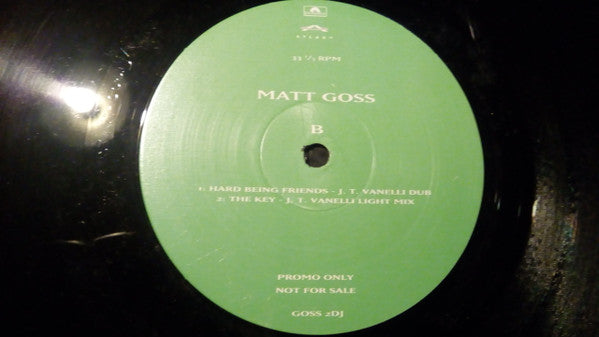 ATLAS
33 ⅓ RPM
MATT GOSS
B
1: HARD BEING FRIENDS - J. T. VANELLI DUB
2: THE KEY - J. T. VANELLI LIGHT MIX
PROMO ONLY
NOT FOR SALE
GOSS 2DJ